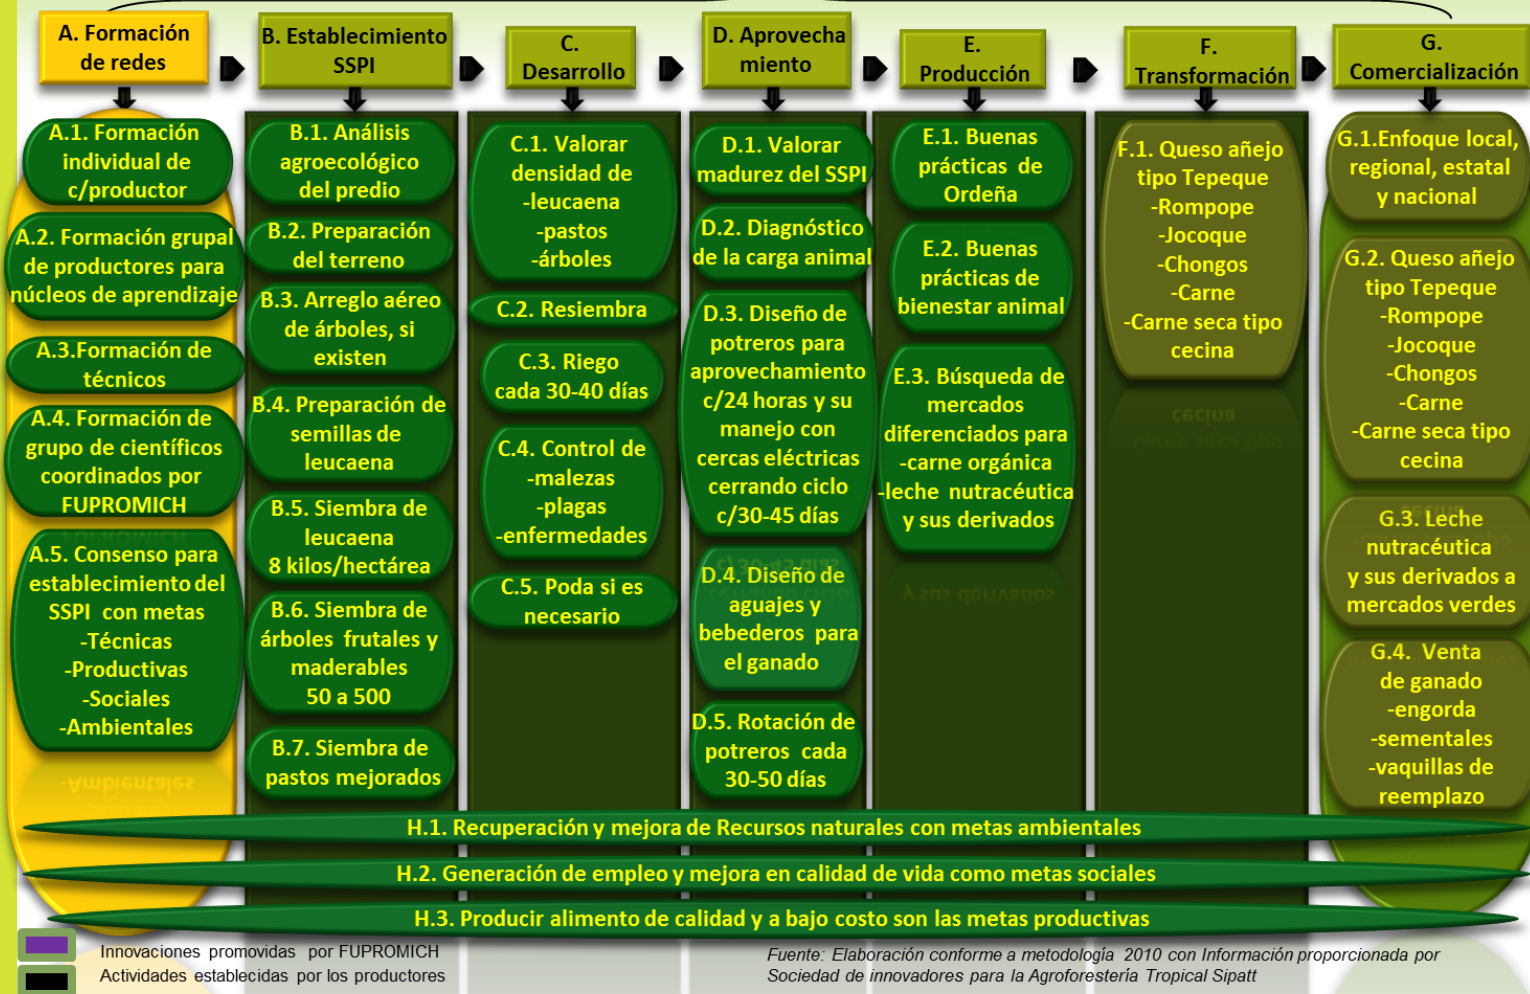 A. Formación
de redes
B. Establecimiento
SSPI
C.
Desarrollo
D. Aprovecha
miento
E.
Producción
F.
Transformación
G.
Comercialización
A.1. Formación
individual de
c/productor
A.2. Formación grupal
de productores para
núcleos de aprendizaje
A.3.Formación de
técnicos
A.4. Formación de
grupo de científicos
coordinados por
FUPROMICH
A.5. Consenso para
establecimiento del
SSPI con metas
-Técnicas
-Productivas
-Sociales
-Ambientales
B.1. Análisis
agroecológico
del predio
B.2. Preparación
del terreno
B.3. Arreglo aéreo
de árboles, si
existen
B.4. Preparación de
semillas de
leucaena
B.5. Siembra de
leucaena
8 kilos/hectárea
B.6. Siembra de
árboles frutales y
maderables
50 a 500
B.7. Siembra de
pastos mejorados
C.1. Valorar
densidad de
-leucaena
-pastos
-árboles
C.2. Resiembra
C.3. Riego
cada 30-40 días
C.4. Control de
-malezas
-plagas
-enfermedades
C.5. Poda si es
necesario
D.1. Valorar
madurez del SSPI
D.2. Diagnóstico
de la carga animal
D.3. Diseño de
potreros para
aprovechamiento
c/24 horas y su
manejo con
cercas eléctricas
cerrando ciclo
c/30-45 días
D.4. Diseño de
aguajes y
bebederos para
el ganado
D.5. Rotación de
potreros cada
30-50 días
E.1. Buenas
prácticas de
Ordeña
E.2. Buenas
prácticas de
bienestar animal
E.3. Búsqueda de
mercados
diferenciados para
-carne orgánica
-leche nutracéutica
y sus derivados
F.1. Queso añejo
tipo Tepeque
-Rompope
-Jocoque
-Chongos
-Carne
-Carne seca tipo
cecina
G.1.Enfoque local,
regional, estatal
y nacional
G.2. Queso añejo
tipo Tepeque
-Rompope
-Jocoque
-Chongos
-Carne
-Carne seca tipo
cecina
G.3. Leche
nutracéutica
y sus derivados a
mercados verdes
G.4. Venta
de ganado
-engorda
-sementales
-vaquillas de
reemplazo
H.1. Recuperación y mejora de Recursos naturales con metas ambientales
H.2. Generación de empleo y mejora en calidad de vida como metas sociales
H.3. Producir alimento de calidad y a bajo costo son las metas productivas
Innovaciones promovidas por FUPROMICH
Actividades establecidas por los productores
Fuente: Elaboración conforme a metodología 2010 con Información proporcionada por
Sociedad de innovadores para la Agroforestería Tropical Sipatt